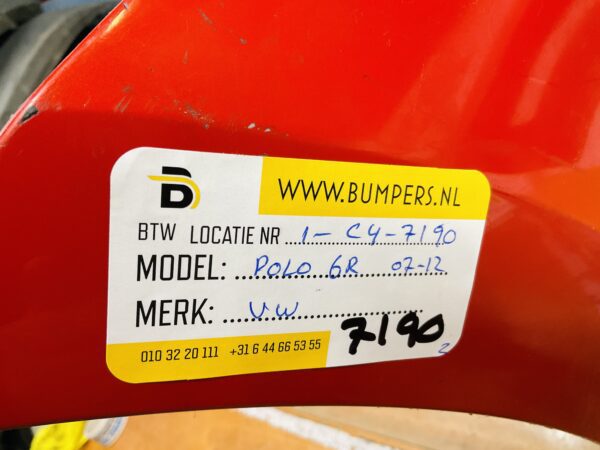 B
WWW.BUMPERS.NL
BTW LOCATIE NR 1-C4-7190
MODEL: POLO 6R 07-12
MERK: VW
7190
2
010 32 20 111 +31 6 44 66 53 55